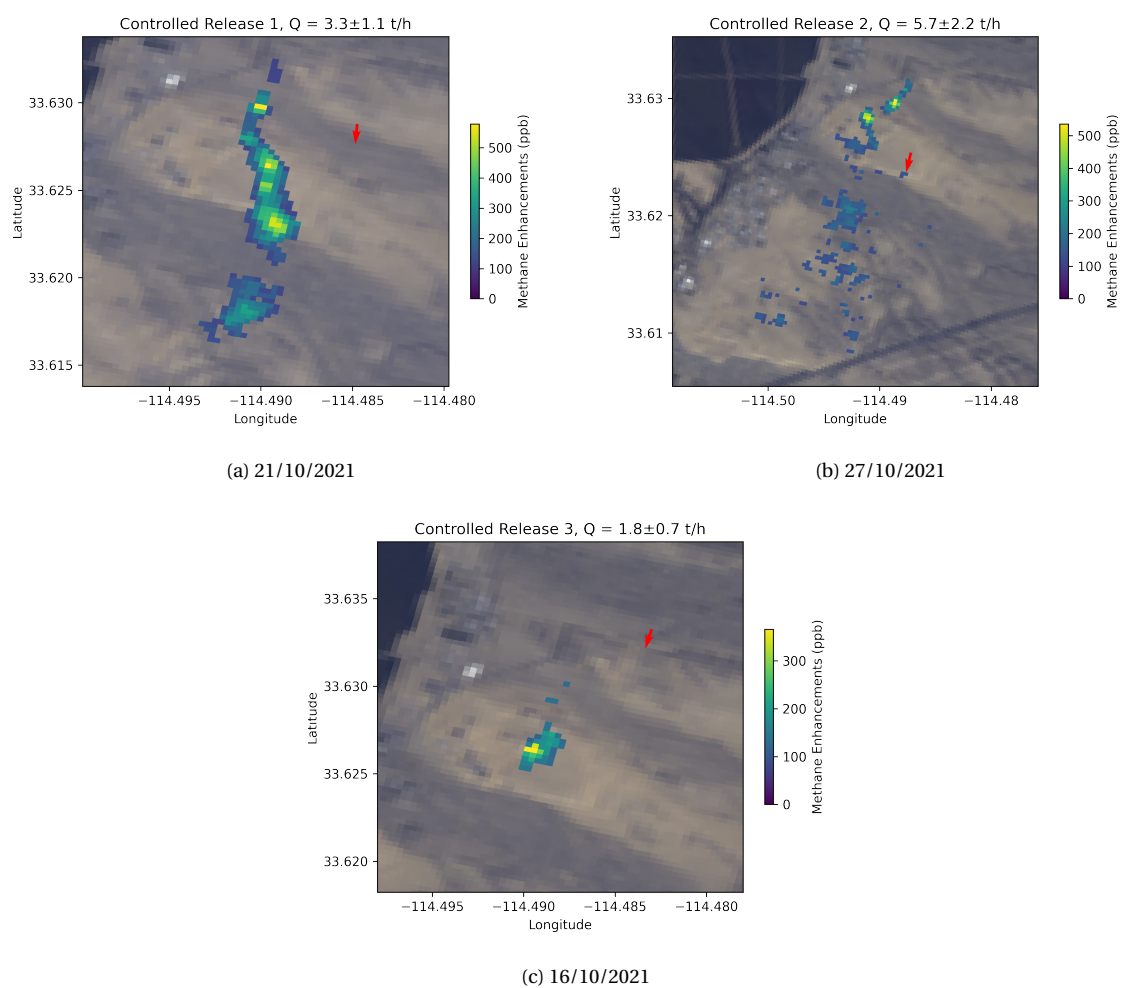 Controlled Release 1, Q = 3.3±1.1 t/h
33.630
33.625
33.620
33.615
Latitude
−114.495
−114.490
−114.485
−114.480
Longitude
500
400
300
200
100
0
Methane Enhancements (ppb)
(a) 21/10/2021
Controlled Release 2, Q = 5.7±2.2 t/h
33.63
33.62
33.61
Latitude
−114.50
−114.49
−114.48
Longitude
500
400
300
200
100
0
Methane Enhancements (ppb)
(b) 27/10/2021
Controlled Release 3, Q = 1.8±0.7 t/h
33.635
33.630
33.625
33.620
Latitude
−114.495
−114.490
−114.485
−114.480
Longitude
300
200
100
0
Methane Enhancements (ppb)
(c) 16/10/2021